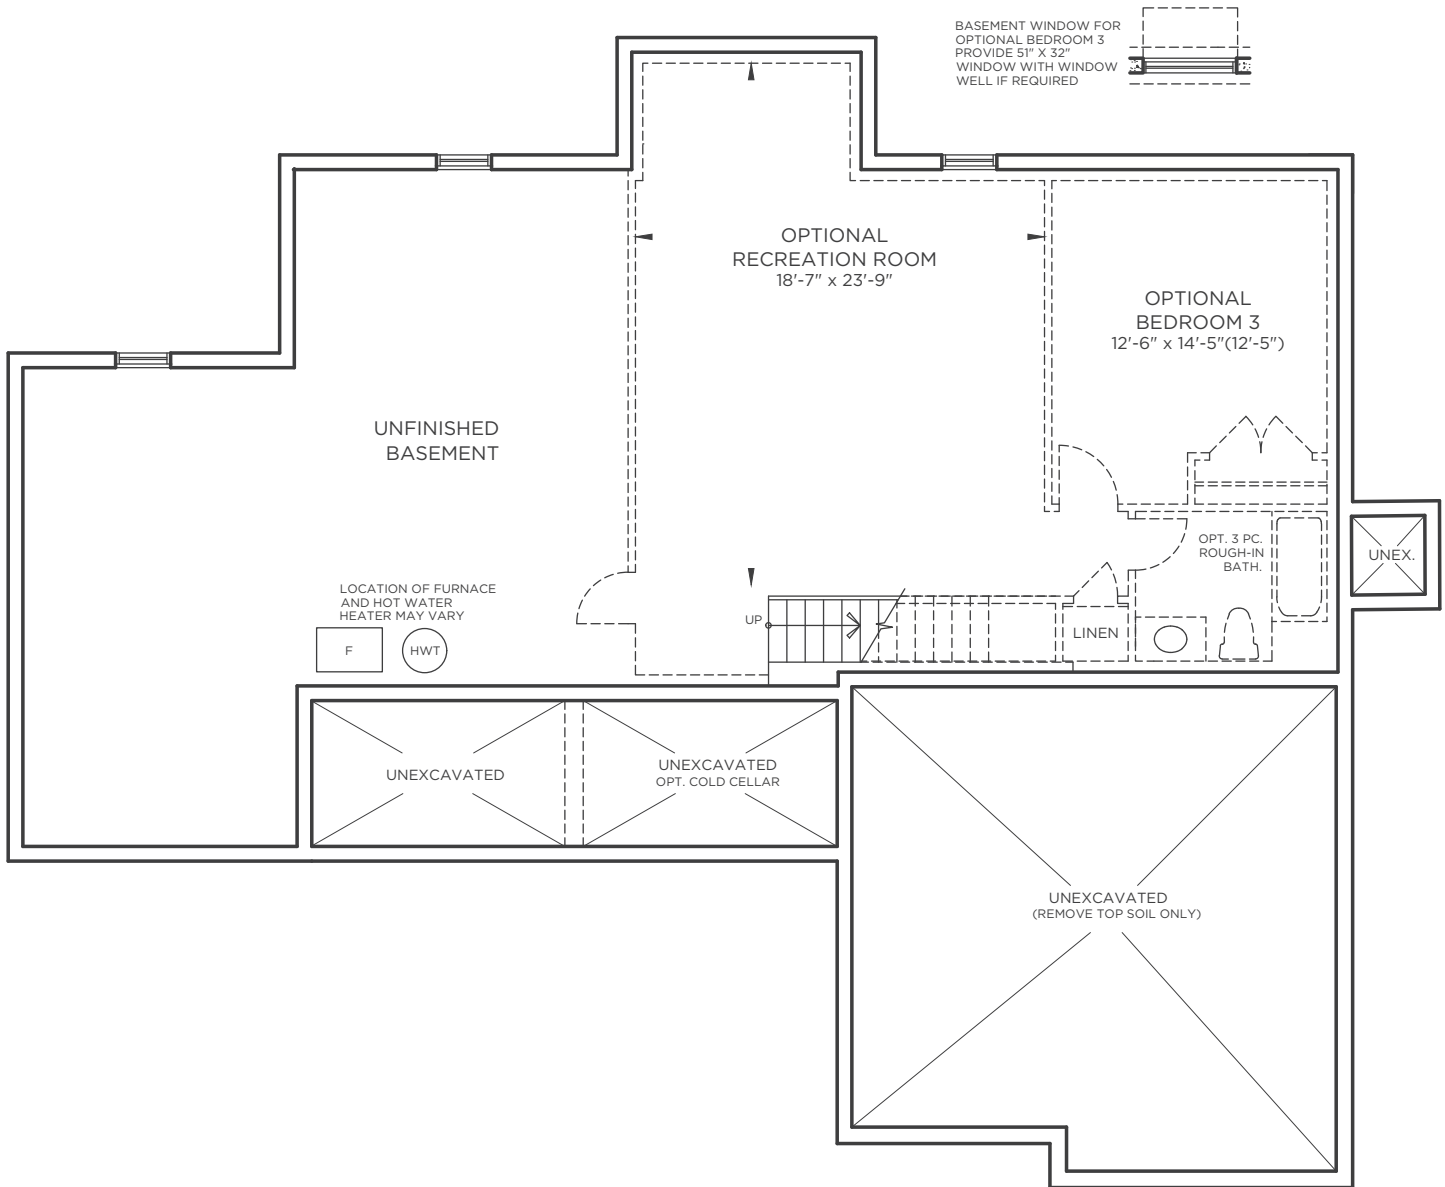 BASEMENT WINDOW FOR
OPTIONAL BEDROOM 3
PROVIDE 51" X 32"
WINDOW WITH WINDOW
WELL IF REQUIRED
OPTIONAL
RECREATION ROOM
18'-7" x 23'-9"
OPTIONAL
BEDROOM 3
12'-6" x 14'-5"(12'-5")
UNFINISHED
BASEMENT
OPT. 3 PC.
ROUGH-IN
BATH.
UNEX.
LOCATION OF FURNACE
AND HOT WATER
HEATER MAY VARY
F
HWT
UP
LINEN
UNEXCAVATED
UNEXCAVATED
OPT. COLD CELLAR
UNEXCAVATED
(REMOVE TOP SOIL ONLY)